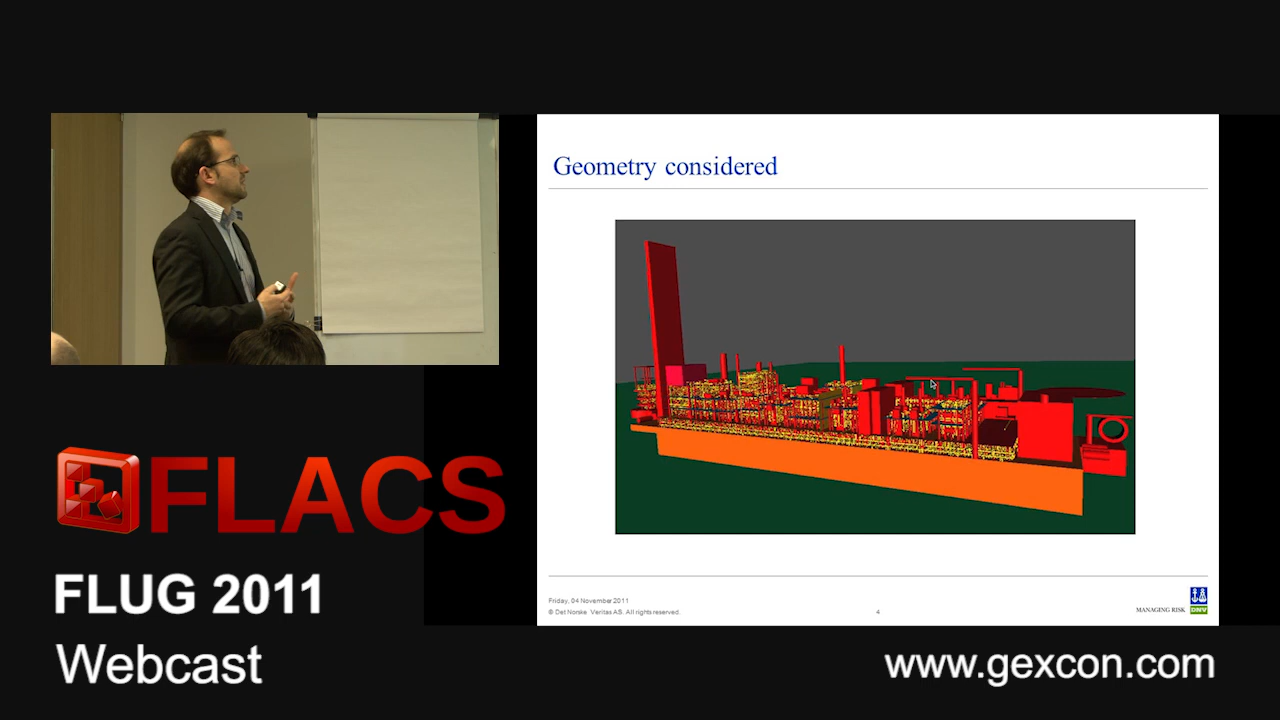 Geometry considered
Friday, 04 November 2011
© Det Norske Veritas AS. All rights reserved.
4
MANAGING RISK
DNV
FLACS
FLUG 2011
Webcast
www.gexcon.com